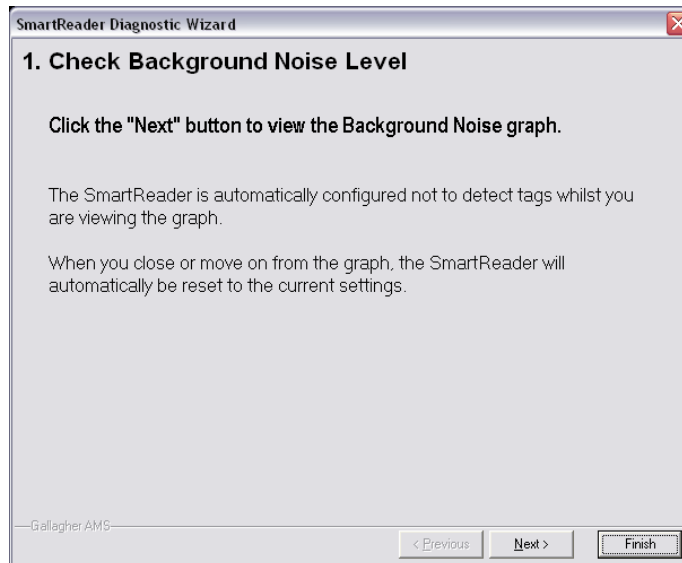 SmartReader Diagnostic Wizard
1. Check Background Noise Level
Click the "Next" button to view the Background Noise graph.
The SmartReader is automatically configured not to detect tags whilst you
are viewing the graph.
When you close or move on from the graph, the SmartReader will
automatically be reset to the current settings.
Gallagher AMS
< Previous Next > Finish